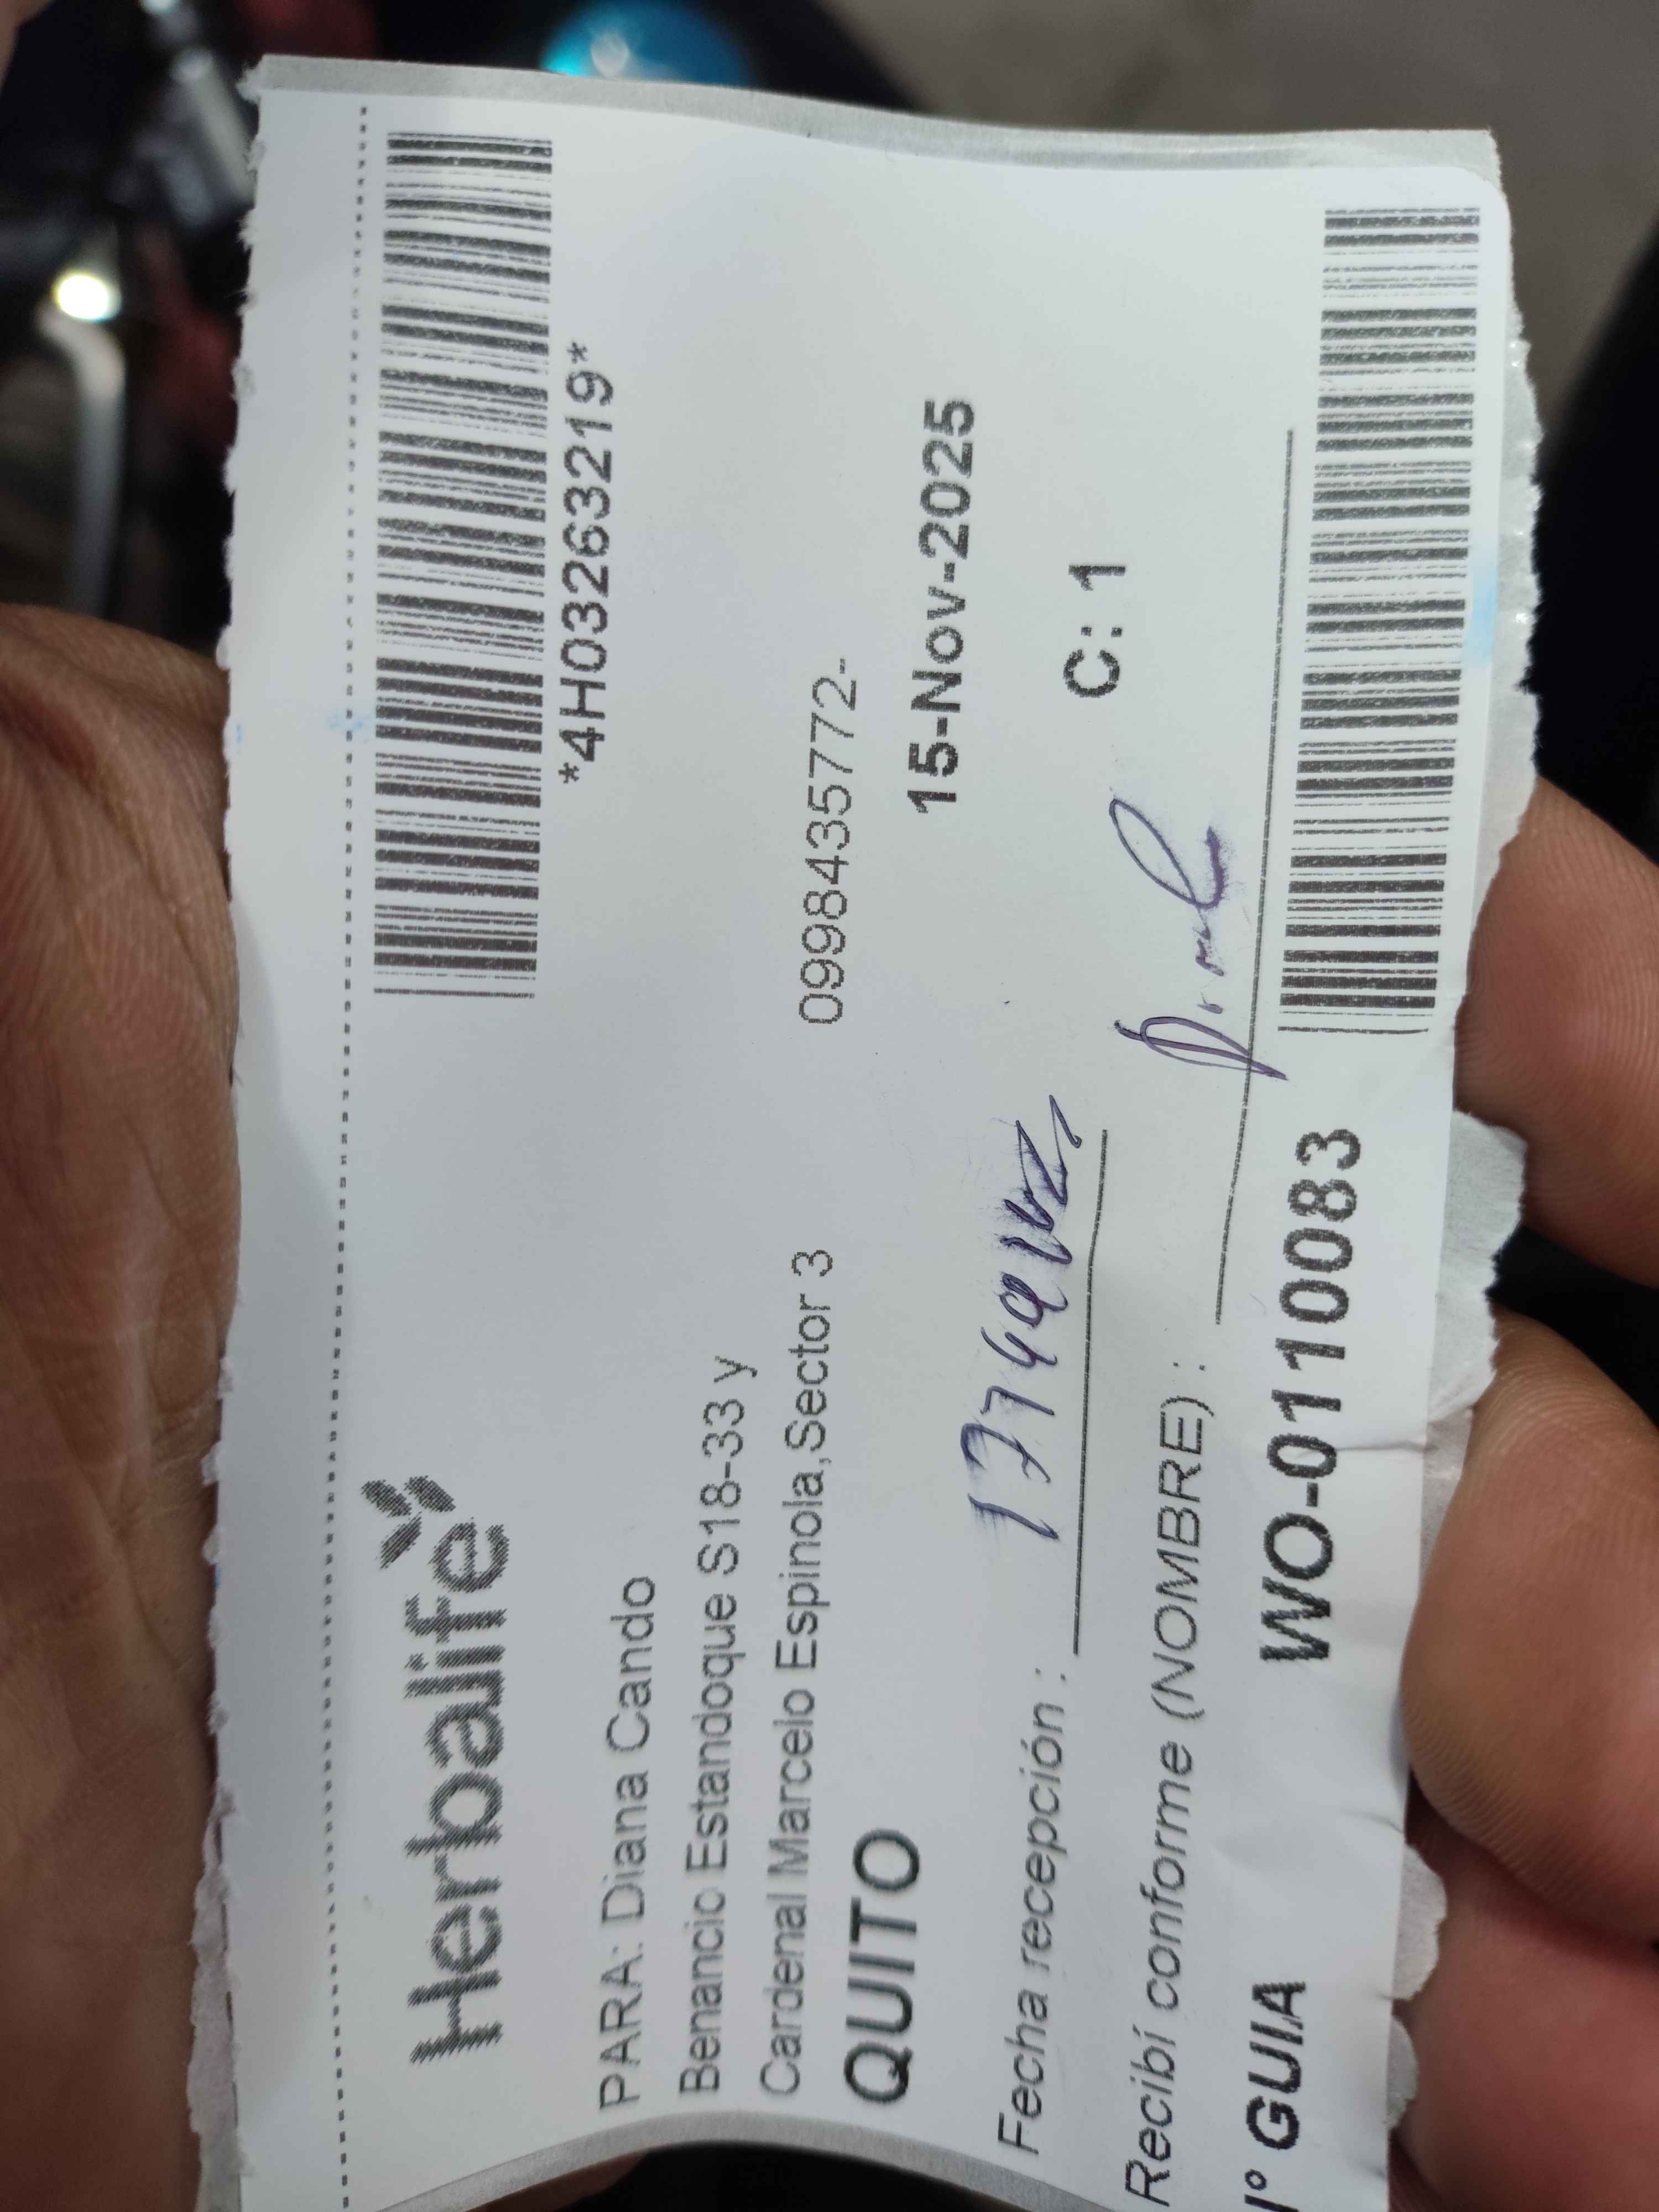 Herbalife
*4H03263219*
PARA: Diana Cando
Benancio Estandoque S18-33 y
Cardenal Marcelo Espinola,Sector 3
0998435772-
QUITO
15-Nov-2025
Fecha recepción :
C: 1
Recibí conforme (NOMBRE) :
° GUIA
WO-0110083